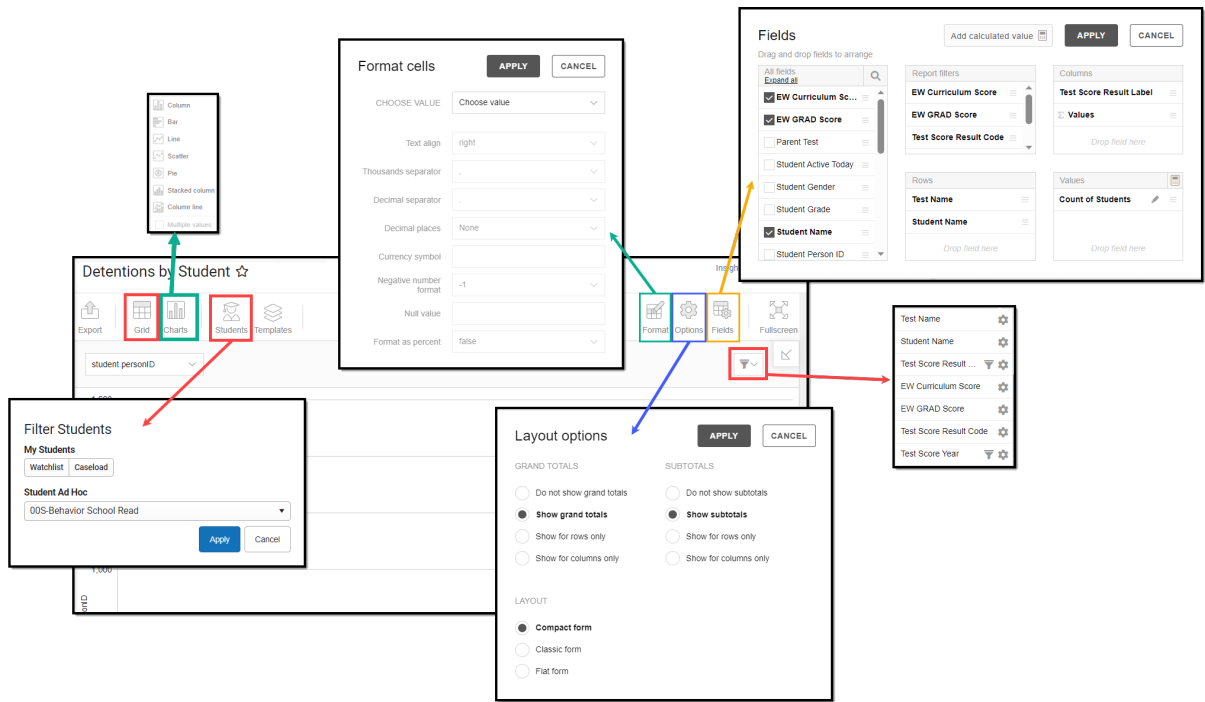 Column
Bar
Line
Scatter
Pie
Stacked column
Column line
Multiple values
Format cells
APPLY
CANCEL
CHOOSE VALUE
Choose value
Text align
right
Thousands separator
,
Decimal separator
.
Decimal places
None
Currency symbol
Negative number
format
-1
Null value
Format as percent
false
Fields
Add calculated value
APPLY
CANCEL
Drag and drop fields to arrange
All fields
Expand all
EW Curriculum Sc...
EW GRAD Score
Parent Test
Student Active Today
Student Gender
Student Grade
Student Name
Student Person ID
Report filters
EW Curriculum Score
EW GRAD Score
Test Score Result Code
Columns
Test Score Result Label
Σ Values
Drop field here
Rows
Test Name
Student Name
Drop field here
Values
Count of Students
Drop field here
Detentions by Student
Insigh
Export
Grid
Charts
Students
Templates
Format
Options
Fields
Fullscreen
student.personID
1,500
1,000
onID
Filter Students
My Students
Watchlist
Caseload
Student Ad Hoc
00S-Behavior School Read
Apply
Cancel
Layout options
APPLY
CANCEL
GRAND TOTALS
SUBTOTALS
Do not show grand totals
Do not show subtotals
Show grand totals
Show subtotals
Show for rows only
Show for rows only
Show for columns only
Show for columns only
LAYOUT
Compact form
Classic form
Flat form
Test Name
Student Name
Test Score Result ...
EW Curriculum Score
EW GRAD Score
Test Score Result Code
Test Score Year